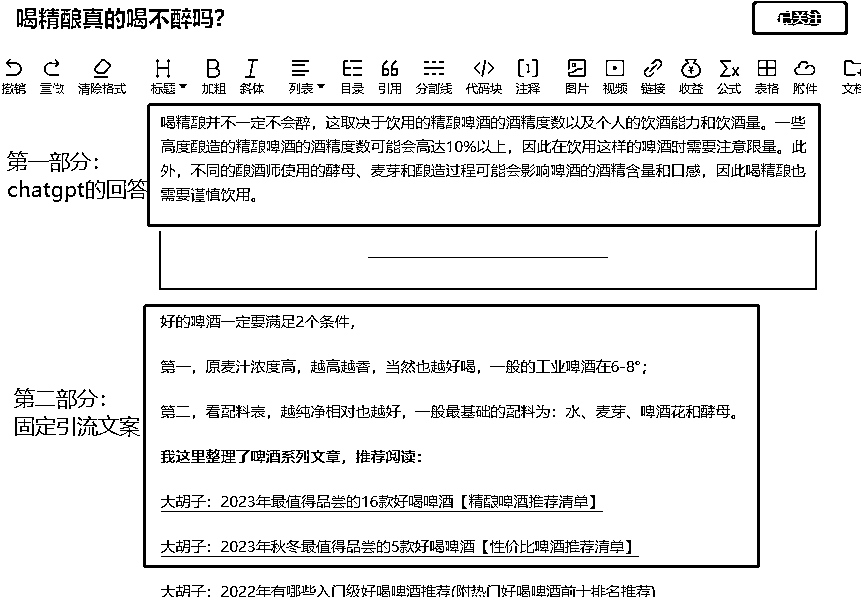 喝精酿真的喝不醉吗?
已关注
撤销 重做 清除格式 标题 加粗 斜体 列表 目录 引用 分割线 代码块 注释 图片 视频 链接 收益 公式 表格 附件 文档
第一部分:
chatgpt的回答
喝精酿并不一定不会醉，这取决于饮用的精酿啤酒的酒精度数以及个人的饮酒能力和饮酒量。一些
高度酿造的精酿啤酒的酒精度数可能会高达10%以上，因此在饮用这样的啤酒时需要注意限量。此
外，不同的酿酒师使用的酵母、麦芽和酿造过程可能会影响啤酒的酒精含量和口感，因此喝精酿也
需要谨慎饮用。
第二部分:
固定引流文案
好的啤酒一定要满足2个条件，
第一，原麦汁浓度高，越高越香，当然也越好喝，一般的工业啤酒在6-8°；
第二，看配料表，越纯净相对也越好，一般最基础的配料为：水、麦芽、啤酒花和酵母。
我这里整理了啤酒系列文章，推荐阅读：
大胡子：2023年最值得品尝的16款好喝啤酒【精酿啤酒推荐清单】
大胡子：2023年秋冬最值得品尝的5款好喝啤酒【性价比啤酒推荐清单】
大胡子：2022年有哪些入门级好喝啤酒推荐(附热门好喝啤酒前十排名推荐)